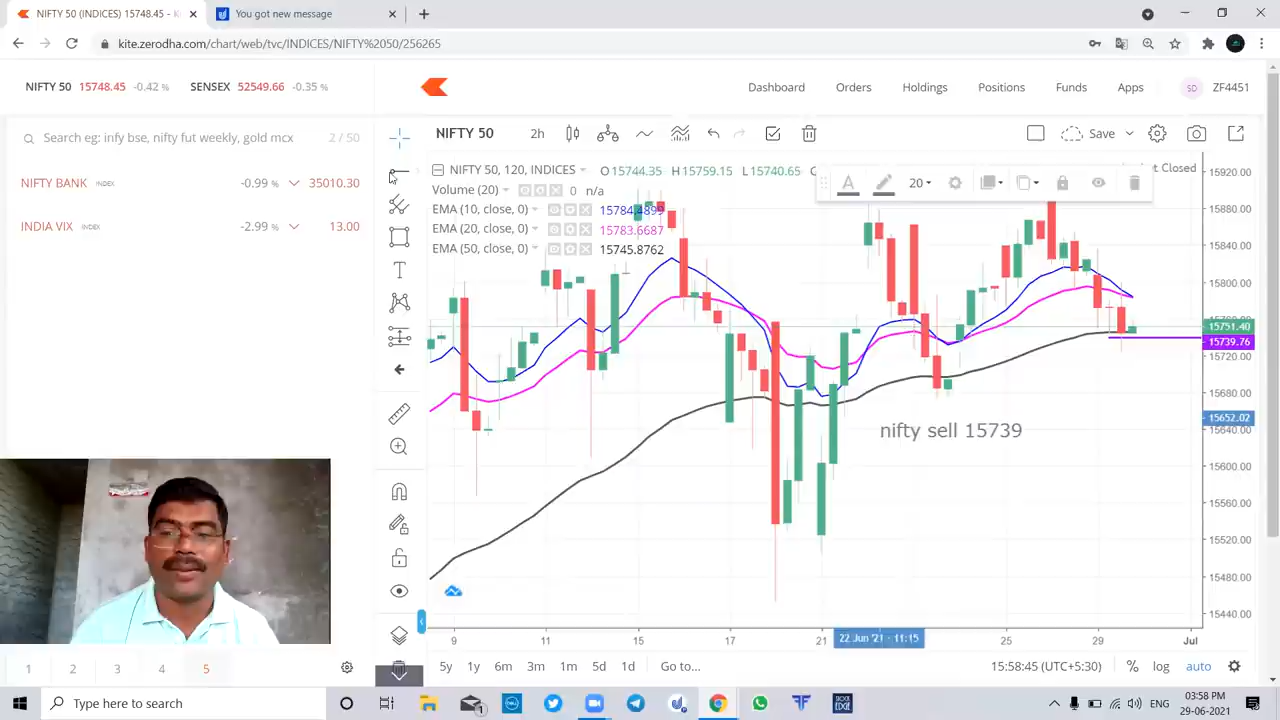 NIFTY 50 (INDICES) 15748.45 - K
You got new message
kite.zerodha.com/chart/web/tvc/INDICES/NIFTY%2050/256265
NIFTY 50 15748.45 -0.42 % SENSEX 52549.66 -0.35 %
Dashboard Orders Holdings Positions Funds Apps SD ZF4451
Search eg: infy bse, nifty fut weekly, gold mcx 2 / 50
NIFTY BANK INDEX -0.99 % 35010.30
INDIA VIX INDEX -2.99 % 13.00
NIFTY 50 2h Save
NIFTY 50, 120, INDICES O15744.35 H15759.15 L15740.65
t Closed
Volume (20) 0 n/a
20
EMA (10, close, 0) 15784.4899
EMA (20, close, 0) 15783.6687
EMA (50, close, 0) 15745.8762
15920.00
15880.00
15840.00
15800.00
15751.40
15739.76
15720.00
15680.00
15652.02
15640.00
15600.00
15560.00
15520.00
15480.00
15440.00
nifty sell 15739
9 11 15 17 21 22 Jun '21 - 11:15 25 29 Jul
5y 1y 6m 3m 1m 5d 1d Go to... 15:58:45 (UTC+5:30) % log auto
1 2 3 4 5
Type here to search
ENG
03:58 PM
29-06-2021